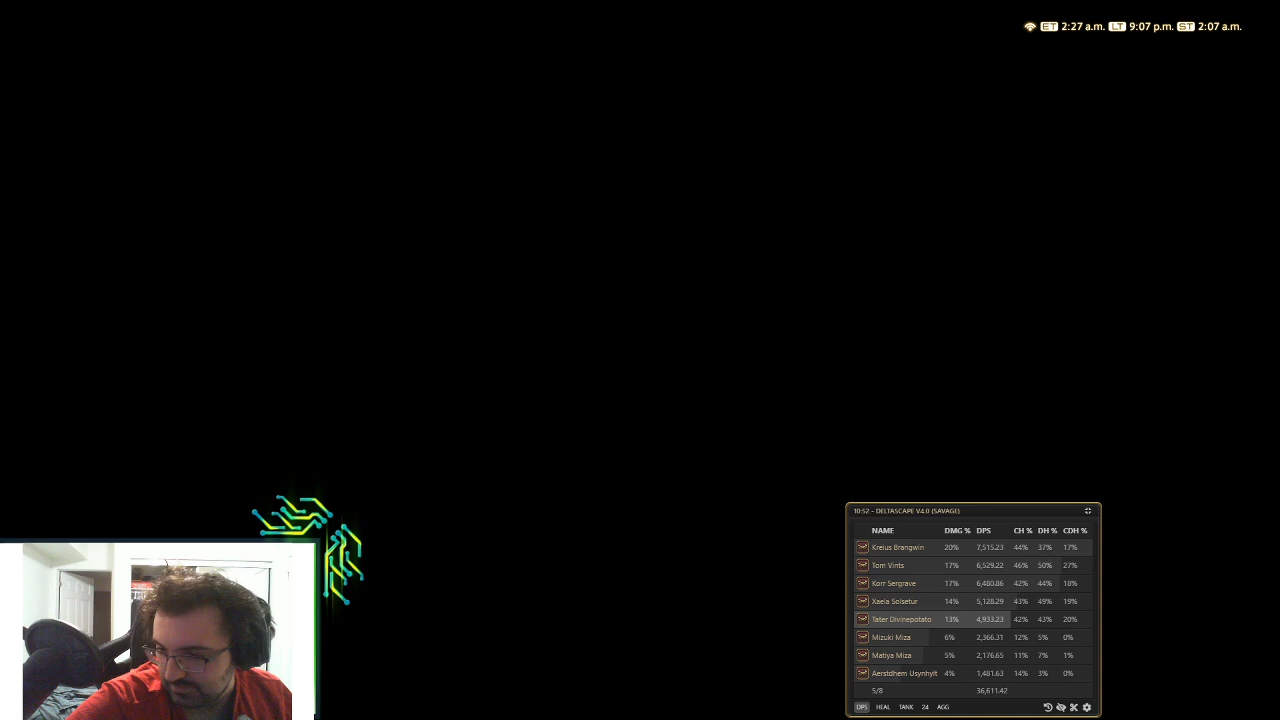 ET 2:27 a.m. LT 9:07 p.m. ST 2:07 a.m.
10:52 - DELTASCAPE V4.0 (SAVAGE)
NAME DMG % DPS CH % DH % CDH %
Kreius Brangwin 20% 7,515.23 44% 37% 17%
Tom Vints 17% 6,529.22 46% 50% 27%
Korr Sergrave 17% 6,480.86 42% 44% 18%
Xaela Solsetur 14% 5,128.29 43% 49% 19%
Tater Divinepotato 13% 4,933.23 42% 43% 20%
Mizuki Miza 6% 2,366.31 12% 5% 0%
Matiya Miza 5% 2,176.65 11% 7% 1%
Aerstdhem Usynhylt 4% 1,481.63 14% 3% 0%
5/8 36,611.42
DPS HEAL TANK 24 AGG